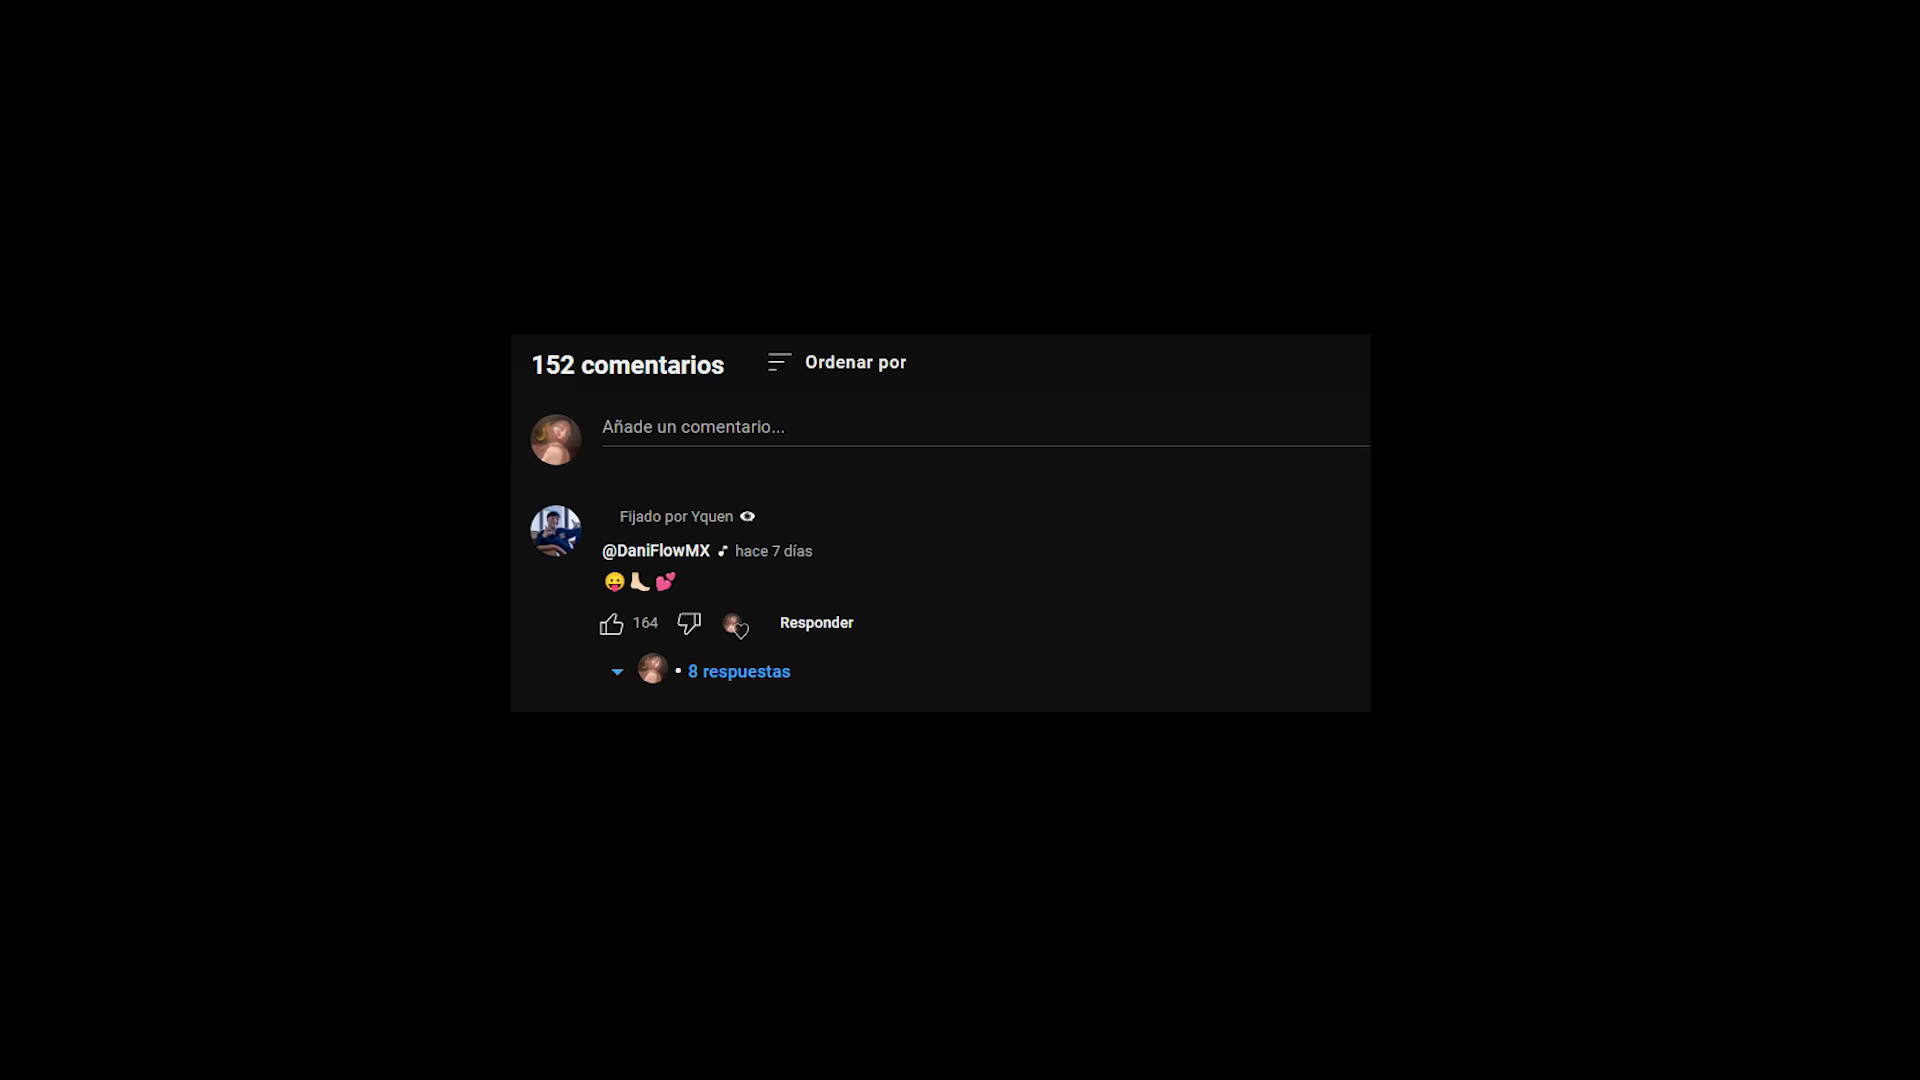 152 comentarios
Ordenar por
Añade un comentario...
Fijado por Yquen
@DaniFlowMX hace 7 días
😛🦶🏻💕
164
Responder
• 8 respuestas